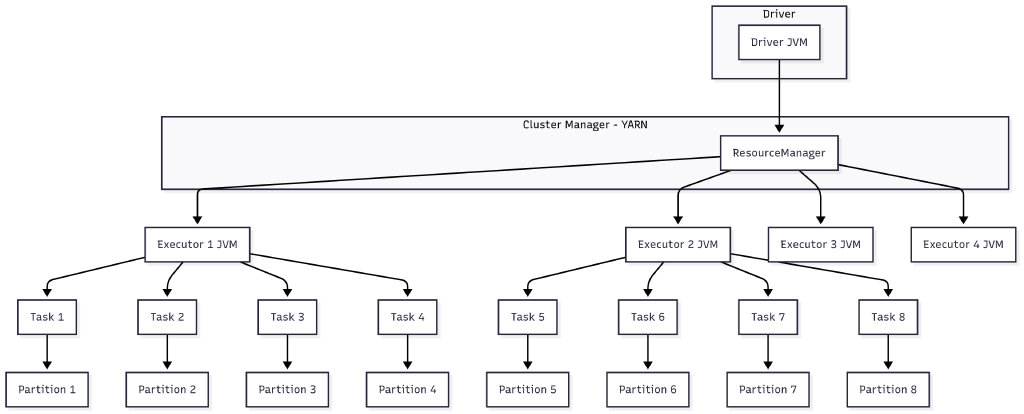 Driver
Driver JVM
Cluster Manager - YARN
ResourceManager
Executor 1 JVM
Executor 2 JVM
Executor 3 JVM
Executor 4 JVM
Task 1
Task 2
Task 3
Task 4
Task 5
Task 6
Task 7
Task 8
Partition 1
Partition 2
Partition 3
Partition 4
Partition 5
Partition 6
Partition 7
Partition 8